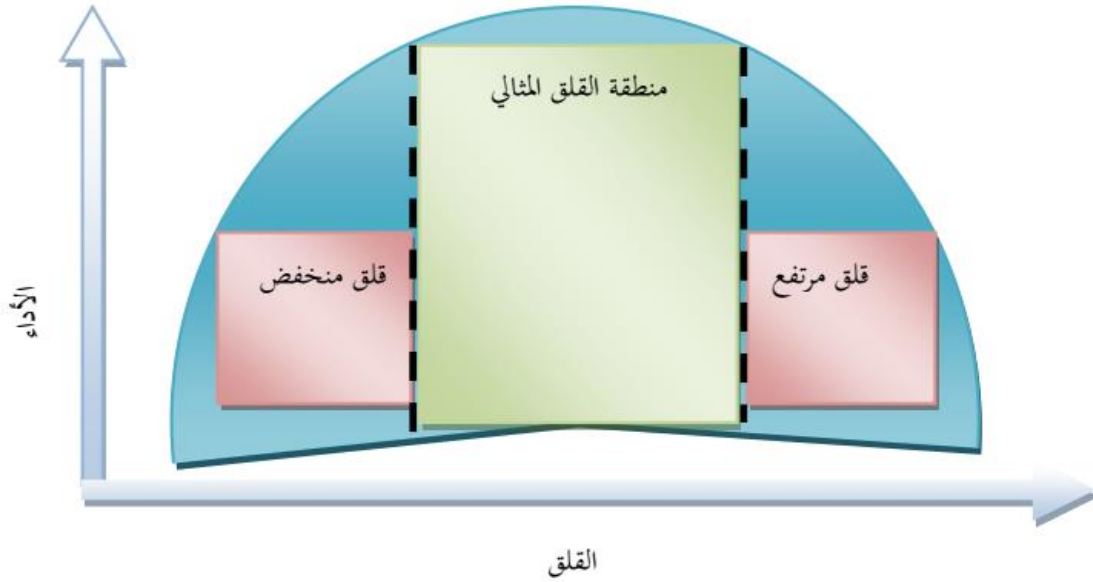 منطقة القلق المثالي
قلق مرتفع
قلق منخفض
الأداء
القلق